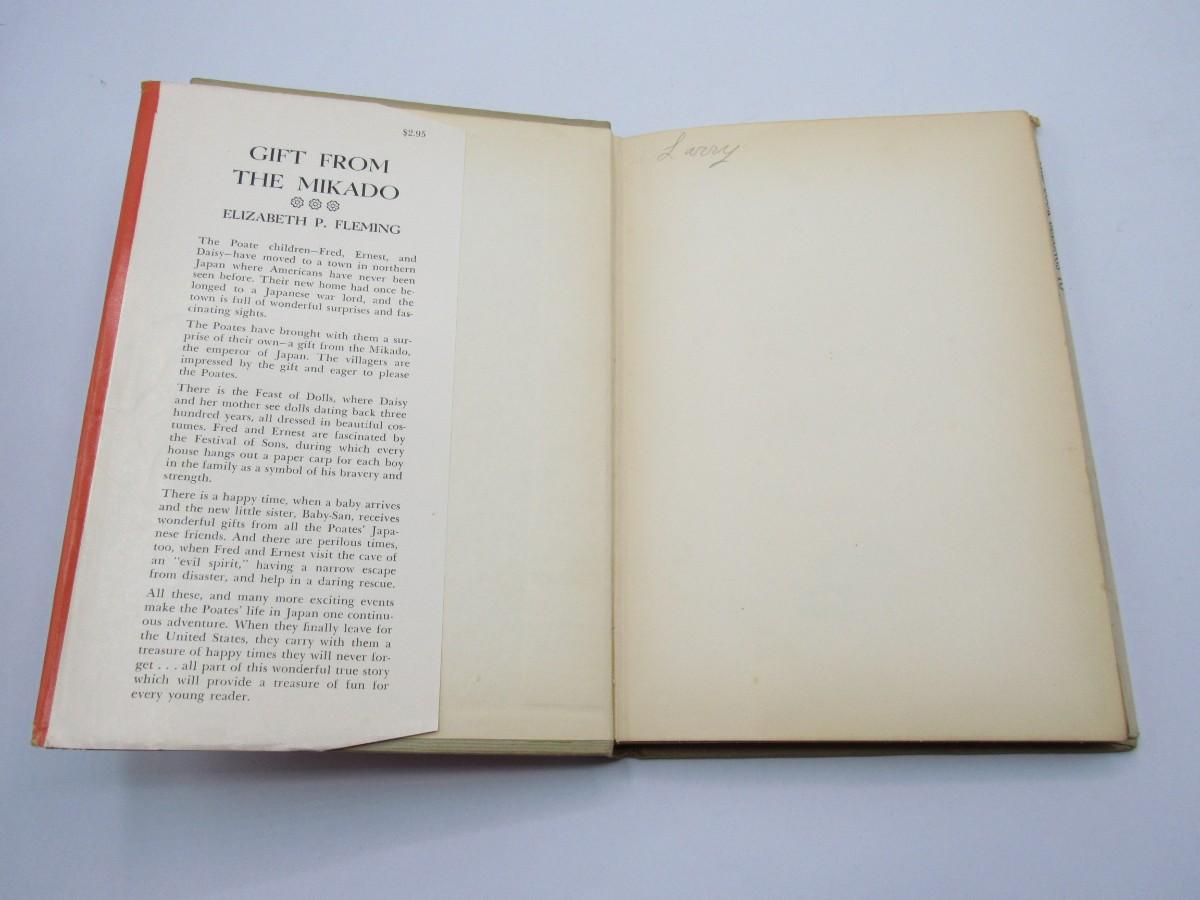 $2.95
GIFT FROM
THE MIKADO
ELIZABETH P. FLEMING
The Poate children—Fred, Ernest, and
Daisy—have moved to a town in northern
Japan where Americans have never been
seen before. Their new home had once be-
longed to a Japanese war lord, and the
town is full of wonderful surprises and fas-
cinating sights.
The Poates have brought with them a sur-
prise of their own—a gift from the Mikado,
the emperor of Japan. The villagers are
impressed by the gift and eager to please
the Poates.
There is the Feast of Dolls, where Daisy
and her mother see dolls dating back three
hundred years, all dressed in beautiful cos-
tumes. Fred and Ernest are fascinated by
the Festival of Sons, during which every
house hangs out a paper carp for each boy
in the family as a symbol of his bravery and
strength.
There is a happy time, when a baby arrives
and the new little sister, Baby-San, receives
wonderful gifts from all the Poates' Japa-
nese friends. And there are perilous times,
too, when Fred and Ernest visit the cave of
an "evil spirit," having a narrow escape
from disaster, and help in a daring rescue.
All these, and many more exciting events
make the Poates' life in Japan one continu-
ous adventure. When they finally leave for
the United States, they carry with them a
treasure of happy times they will never for-
get . . . all part of this wonderful true story
which will provide a treasure of fun for
every young reader.
Larry